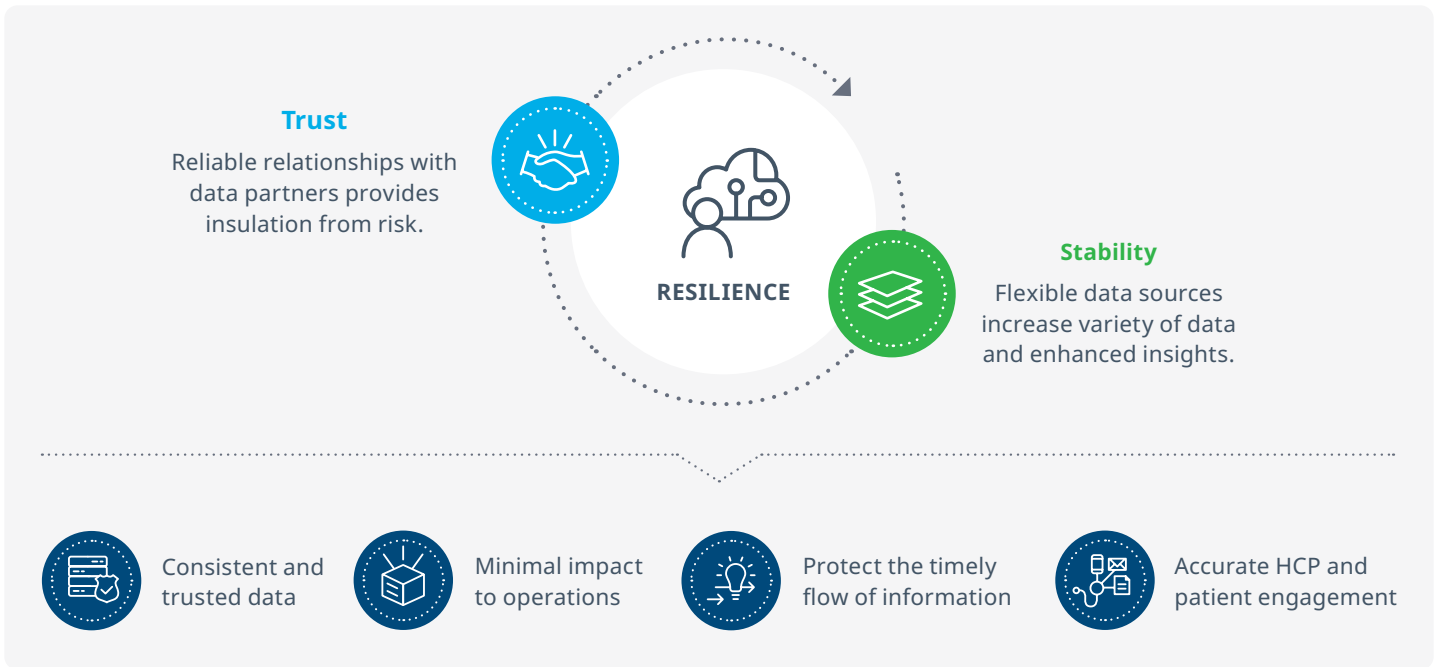 Trust
Reliable relationships with
data partners provides
insulation from risk.
RESILIENCE
Stability
Flexible data sources
increase variety of data
and enhanced insights.
Consistent and
trusted data
Minimal impact
to operations
Protect the timely
flow of information
Accurate HCP and
patient engagement